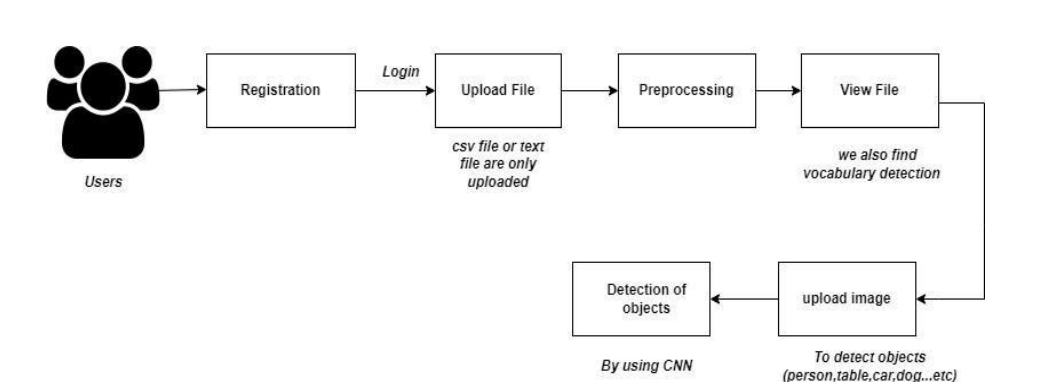 Users
Registration
Login
Upload File
csv file or text
file are only
uploaded
Preprocessing
View File
we also find
vocabulary detection
upload image
To detect objects
(person,table,car,dog...etc)
Detection of
objects
By using CNN